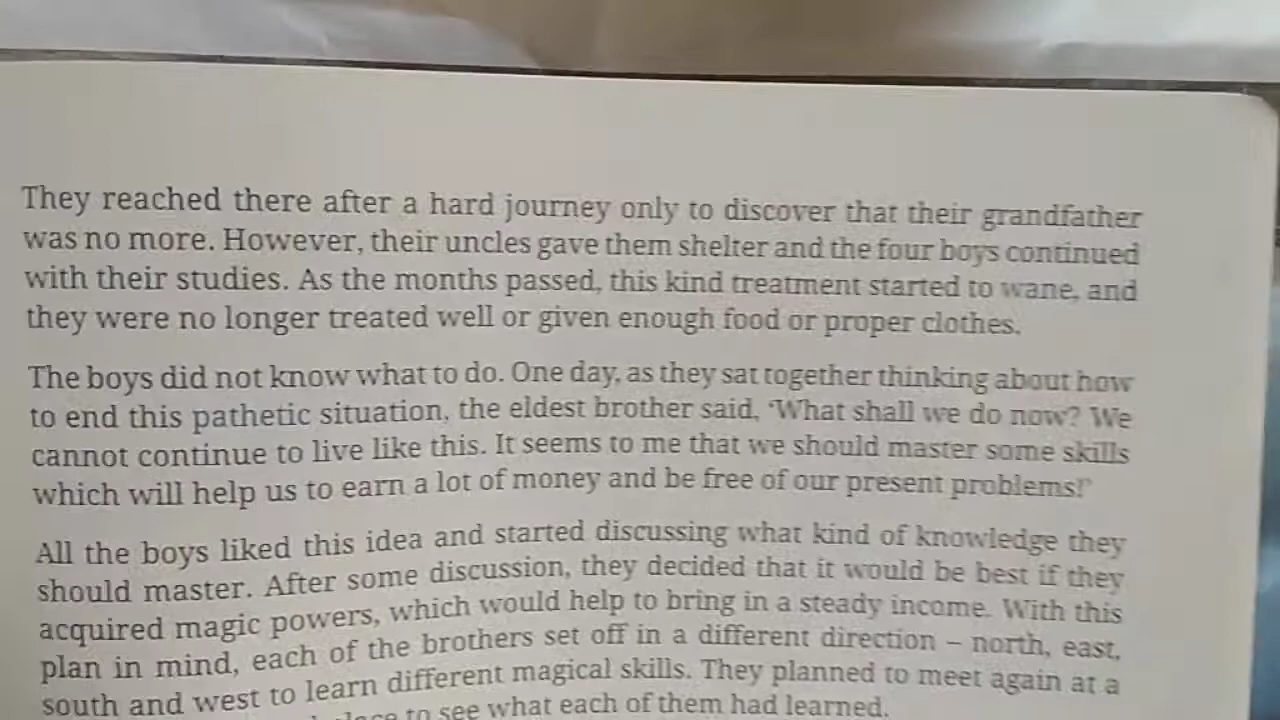 They reached there after a hard journey only to discover that their grandfather
was no more. However, their uncles gave them shelter and the four boys continued
with their studies. As the months passed, this kind treatment started to wane, and
they were no longer treated well or given enough food or proper clothes.
The boys did not know what to do. One day, as they sat together thinking about how
to end this pathetic situation, the eldest brother said, 'What shall we do now? We
cannot continue to live like this. It seems to me that we should master some skills
which will help us to earn a lot of money and be free of our present problems!'
All the boys liked this idea and started discussing what kind of knowledge they
should master. After some discussion, they decided that it would be best if they
acquired magic powers, which would help to bring in a steady income. With this
plan in mind, each of the brothers set off in a different direction – north, east,
south and west to learn different magical skills. They planned to meet again at a
to see what each of them had learned.